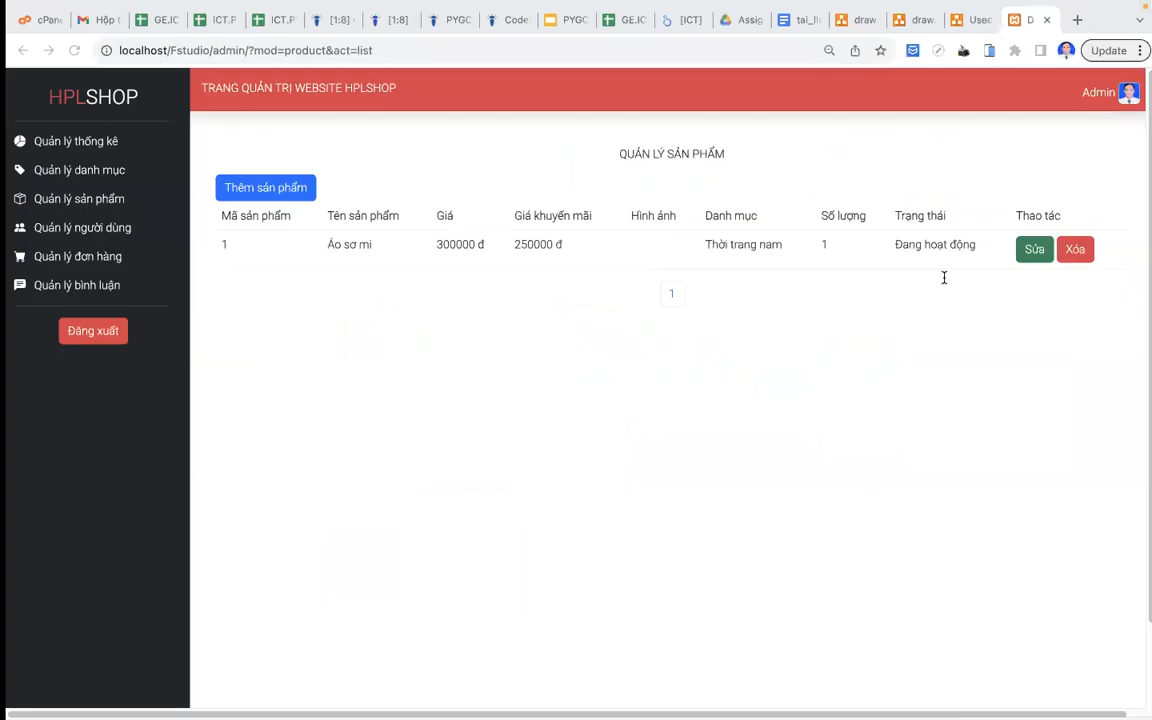 cPane
Hộp t
GE.IC
ICT.P
ICT.P
[1:8]
[1:8]
PYGC
Code
PYGC
GE.IC
[ICT]
Assig
tai_li
draw
draw
Usec
D
localhost/Fstudio/admin/?mod=product&act=list
Update
HPLSHOP
TRANG QUẢN TRỊ WEBSITE HPLSHOP
Admin
Quản lý thống kê
Quản lý danh mục
Quản lý sản phẩm
Quản lý người dùng
Quản lý đơn hàng
Quản lý bình luận
Đăng xuất
QUẢN LÝ SẢN PHẨM
Thêm sản phẩm
Mã sản phẩm Tên sản phẩm Giá Giá khuyến mãi Hình ảnh Danh mục Số lượng Trạng thái Thao tác
1 Áo sơ mi 300000 đ 250000 đ Thời trang nam 1 Đang hoạt động Sửa Xóa
1